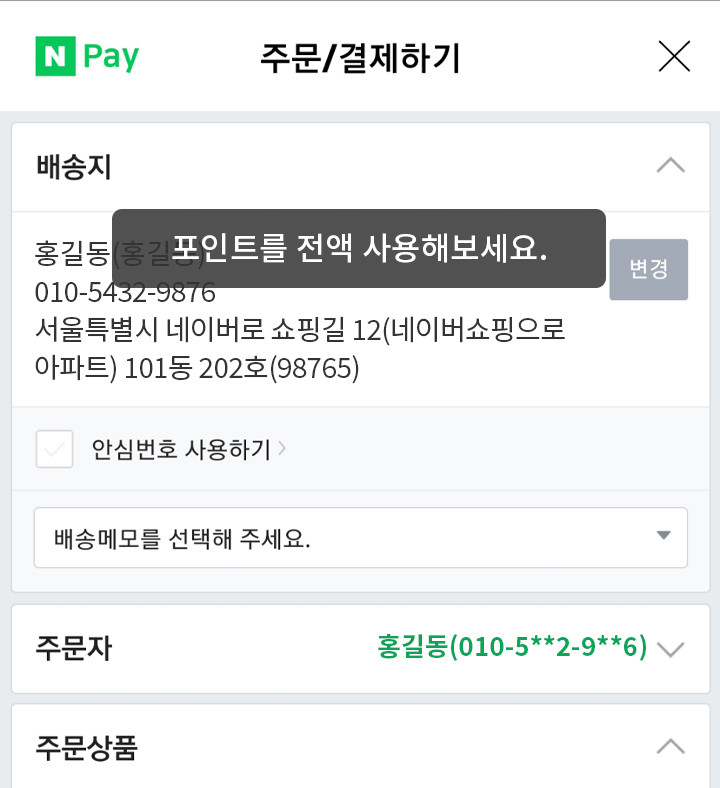 N Pay
주문/결제하기
배송지
포인트를 전액 사용해보세요.
홍길동(홍길동)
변경
010-5432-9876
서울특별시 네이버로 쇼핑길 12(네이버쇼핑으로
아파트) 101동 202호(98765)
안심번호 사용하기
배송메모를 선택해 주세요.
주문자
홍길동(010-5**2-9**6)
주문상품